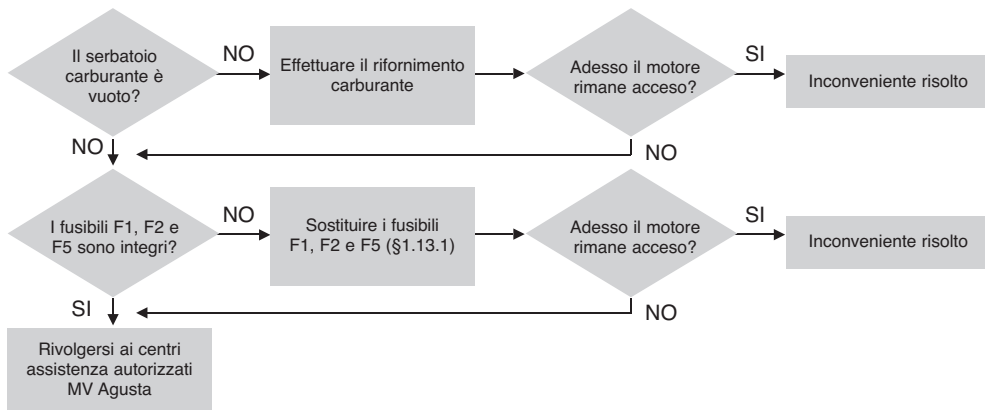 Il serbatoio
carburante è
vuoto?
NO
Effettuare il rifornimento
carburante
Adesso il motore
rimane acceso?
SI
Inconveniente risolto
NO
NO
I fusibili F1, F2 e
F5 sono integri?
NO
Sostituire i fusibili
F1, F2 e F5 (§1.13.1)
Adesso il motore
rimane acceso?
SI
Inconveniente risolto
SI
NO
Rivolgersi ai centri
assistenza autorizzati
MV Agusta